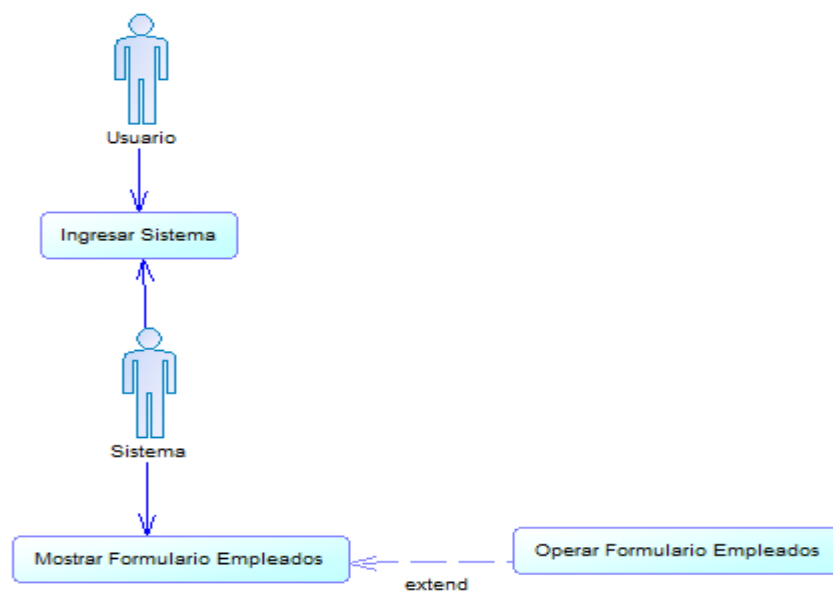 Usuario
Ingresar Sistema
Sistema
Mostrar Formulario Empleados
Operar Formulario Empleados
extend